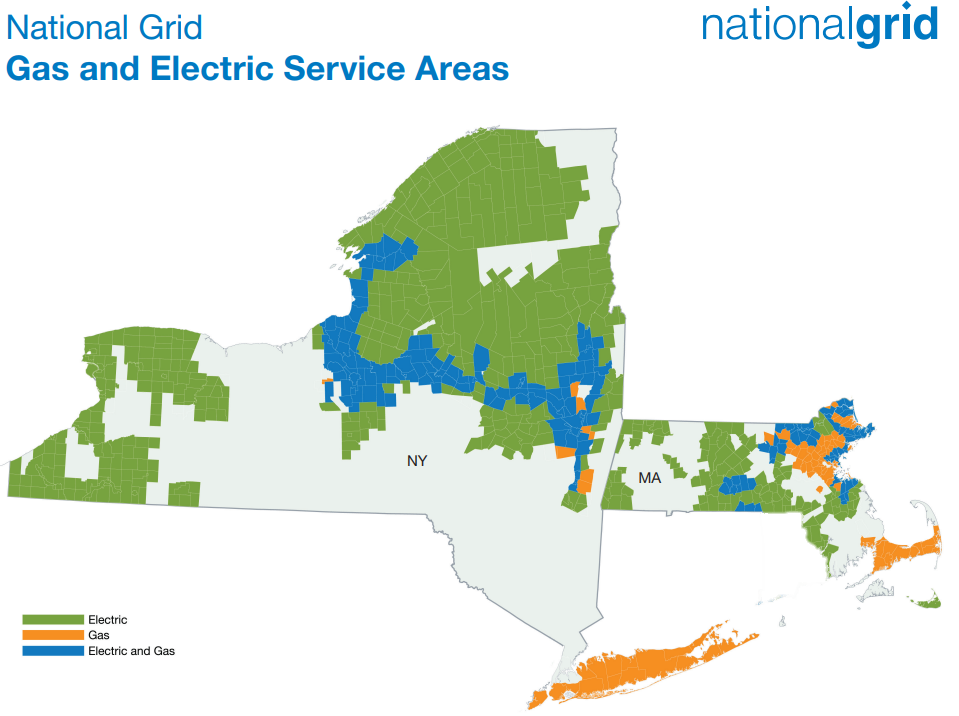 National Grid
nationalgrid
Gas and Electric Service Areas
NY
MA
Electric
Gas
Electric and Gas